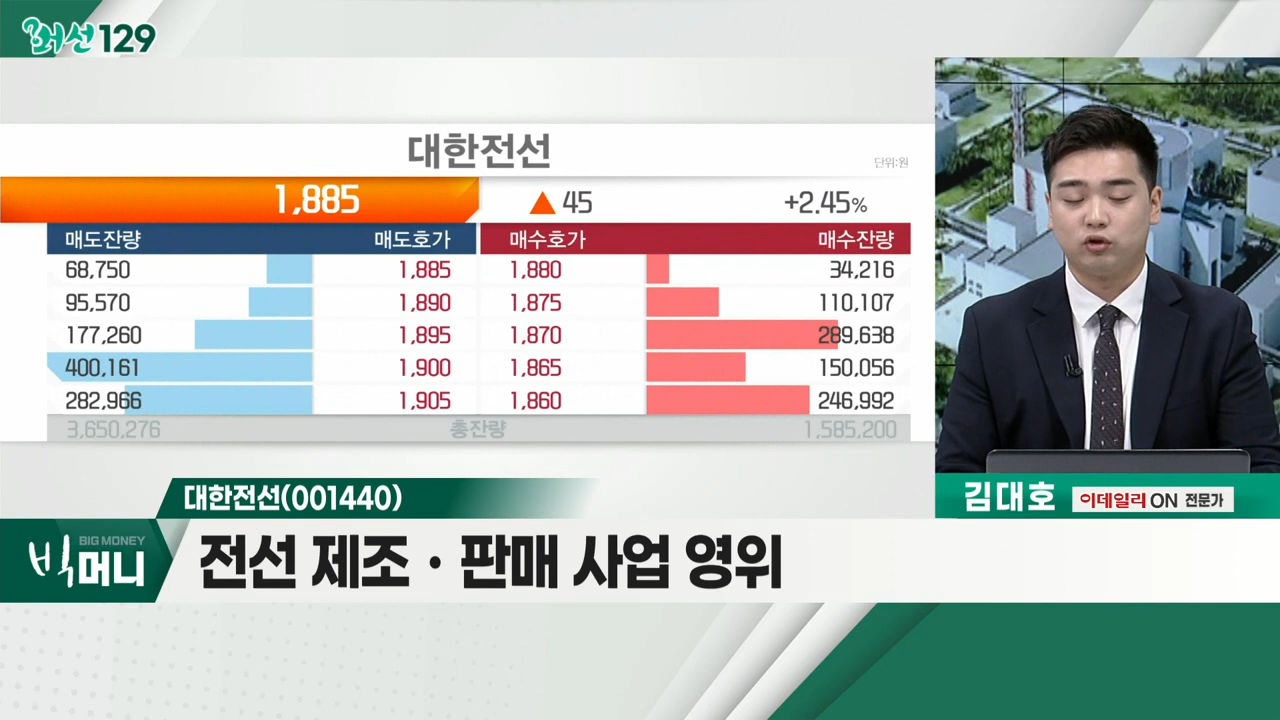 최선129
대한전선
단위:원
1,885 ▲ 45 +2.45%
매도잔량 매도호가 매수호가 매수잔량
68,750 1,885 1,880 34,216
95,570 1,890 1,875 110,107
177,260 1,895 1,870 289,638
400,161 1,900 1,865 150,056
282,966 1,905 1,860 246,992
3,650,276 총잔량 1,585,200
김대호 이데일리ON 전문가
대한전선(001440)
BIG MONEY
빅머니
전선 제조·판매 사업 영위